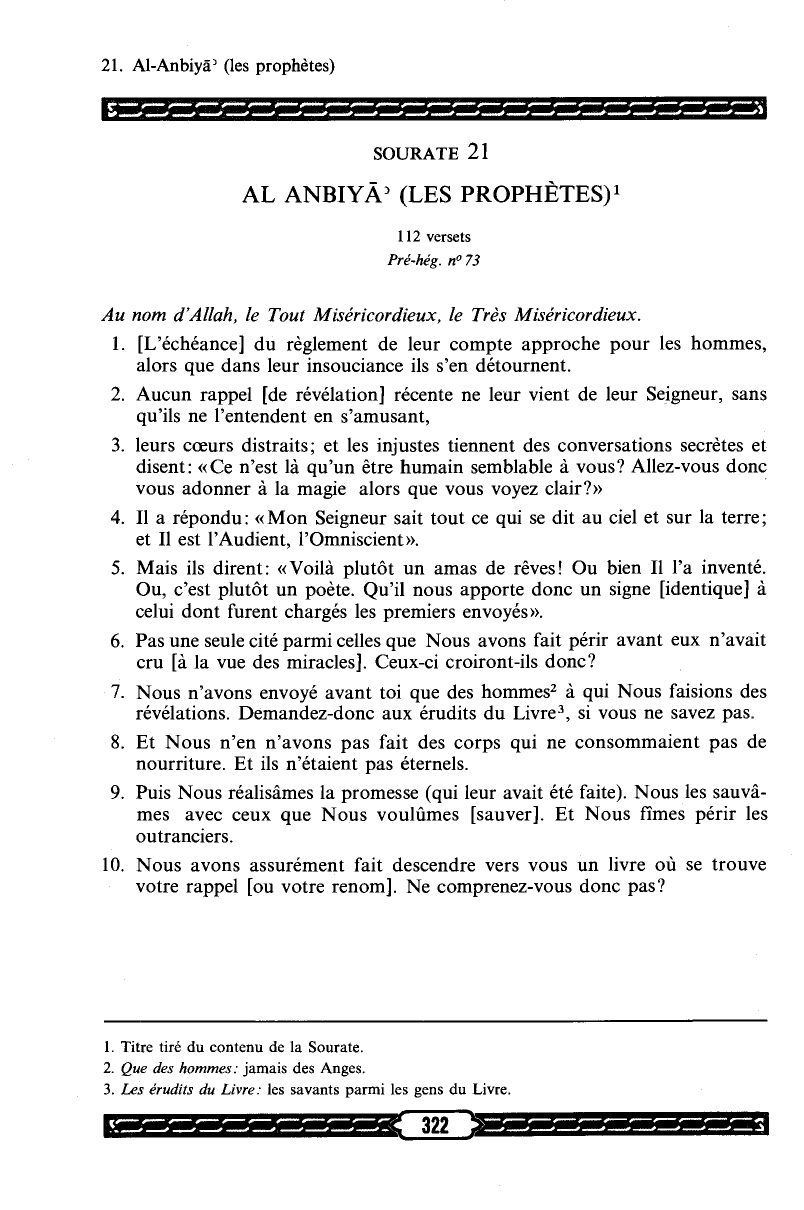 21. Al-Anbiyāʾ (les prophètes)
SOURATE 21
AL ANBIYĀʾ (LES PROPHÈTES)¹
112 versets
Pré-hég. nº 73
Au nom d'Allah, le Tout Miséricordieux, le Très Miséricordieux.
1. [L'échéance] du règlement de leur compte approche pour les hommes,
alors que dans leur insouciance ils s'en détournent.
2. Aucun rappel [de révélation] récente ne leur vient de leur Seigneur, sans
qu'ils ne l'entendent en s'amusant,
3. leurs cœurs distraits; et les injustes tiennent des conversations secrètes et
disent: «Ce n'est là qu'un être humain semblable à vous? Allez-vous donc
vous adonner à la magie alors que vous voyez clair?»
4. Il a répondu: «Mon Seigneur sait tout ce qui se dit au ciel et sur la terre;
et Il est l'Audient, l'Omniscient».
5. Mais ils dirent: «Voilà plutôt un amas de rêves! Ou bien Il l'a inventé.
Ou, c'est plutôt un poète. Qu'il nous apporte donc un signe [identique] à
celui dont furent chargés les premiers envoyés».
6. Pas une seule cité parmi celles que Nous avons fait périr avant eux n'avait
cru [à la vue des miracles]. Ceux-ci croiront-ils donc?
7. Nous n'avons envoyé avant toi que des hommes² à qui Nous faisions des
révélations. Demandez-donc aux érudits du Livre³, si vous ne savez pas.
8. Et Nous n'en n'avons pas fait des corps qui ne consommaient pas de
nourriture. Et ils n'étaient pas éternels.
9. Puis Nous réalisâmes la promesse (qui leur avait été faite). Nous les sauvâ-
mes avec ceux que Nous voulûmes [sauver]. Et Nous fîmes périr les
outranciers.
10. Nous avons assurément fait descendre vers vous un livre où se trouve
votre rappel [ou votre renom]. Ne comprenez-vous donc pas?
1. Titre tiré du contenu de la Sourate.
2. Que des hommes: jamais des Anges.
3. Les érudits du Livre: les savants parmi les gens du Livre.
322